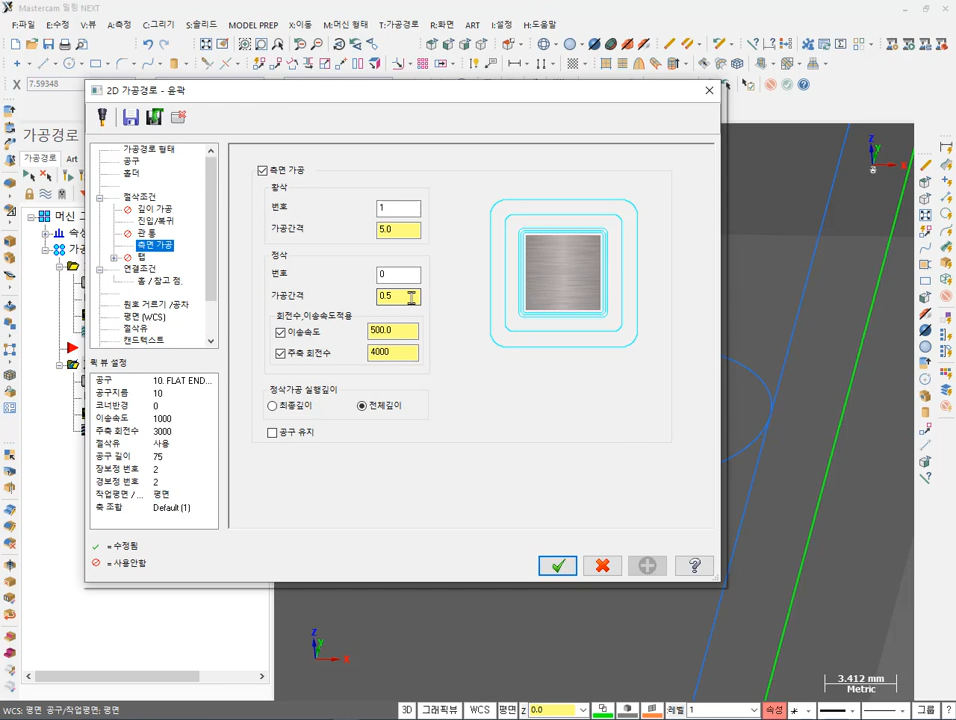 Mastercam 밀링 NEXT
F:파일 E:수정 V:뷰 A:측정 C:그리기 S:솔리드 MODEL PREP X:이동 M:머신 형태 T:가공경로 R:화면 ART I:설정 H:도움말
X 7.59348
2D 가공경로 - 윤곽
가공경로
가공경로 Art
머신 그
속성
가공
가공경로 형태
공구
홀더
절삭조건
깊이 가공
진입/복귀
관통
측면 가공
탭
연결조건
홈 / 참고 점.
원호 거르기 /공차
평면 (WCS)
절삭유
캔드텍스트
퀵 뷰 설정
공구 10. FLAT END...
공구지름 10
코너반경 0
이송속도 1000
주축 회전수 3000
절삭유 사용
공구 길이 75
장보정 번호 2
경보정 번호 2
작업평면 /... 평면
축 조합 Default (1)
= 수정됨
= 사용안함
측면 가공
황삭
번호 1
가공간격 5.0
정삭
번호 0
가공간격 0.5
회전수,이송속도적용
이송속도 500.0
주축 회전수 4000
정삭가공 실행깊이
최종깊이 전체깊이
공구 유지
Z
Y
X
공
Z
Y
X
3.412 mm
Metric
WCS: 평면 공구/작업평면: 평면
3D 그래픽뷰 WCS 평면 Z 0.0 레벨 1 속성 그룹